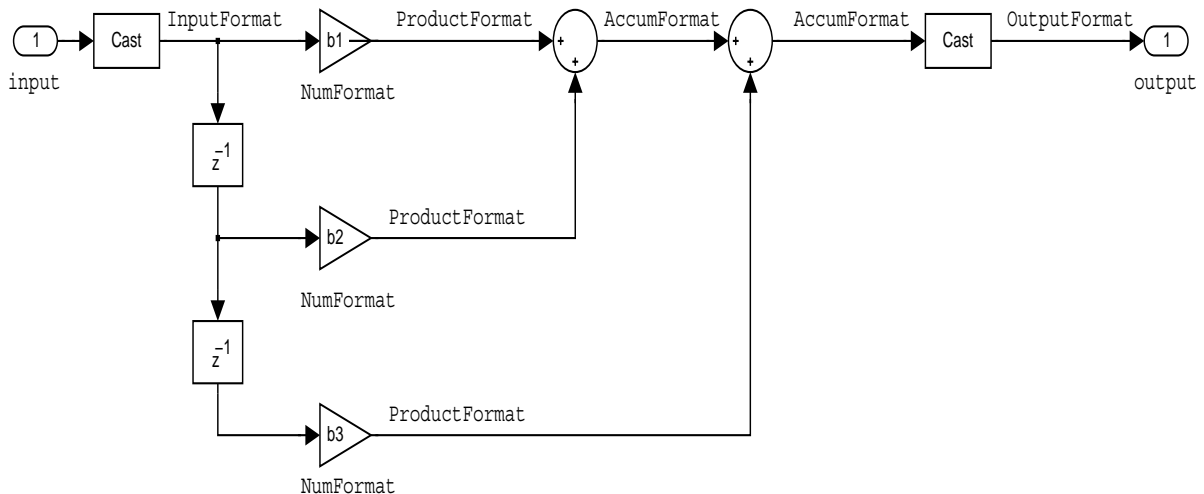 InputFormat ProductFormat AccumFormat AccumFormat OutputFormat
1 Cast b1 + + + + Cast 1
input NumFormat output
z⁻¹
ProductFormat
b2
NumFormat
z⁻¹
ProductFormat
b3
NumFormat